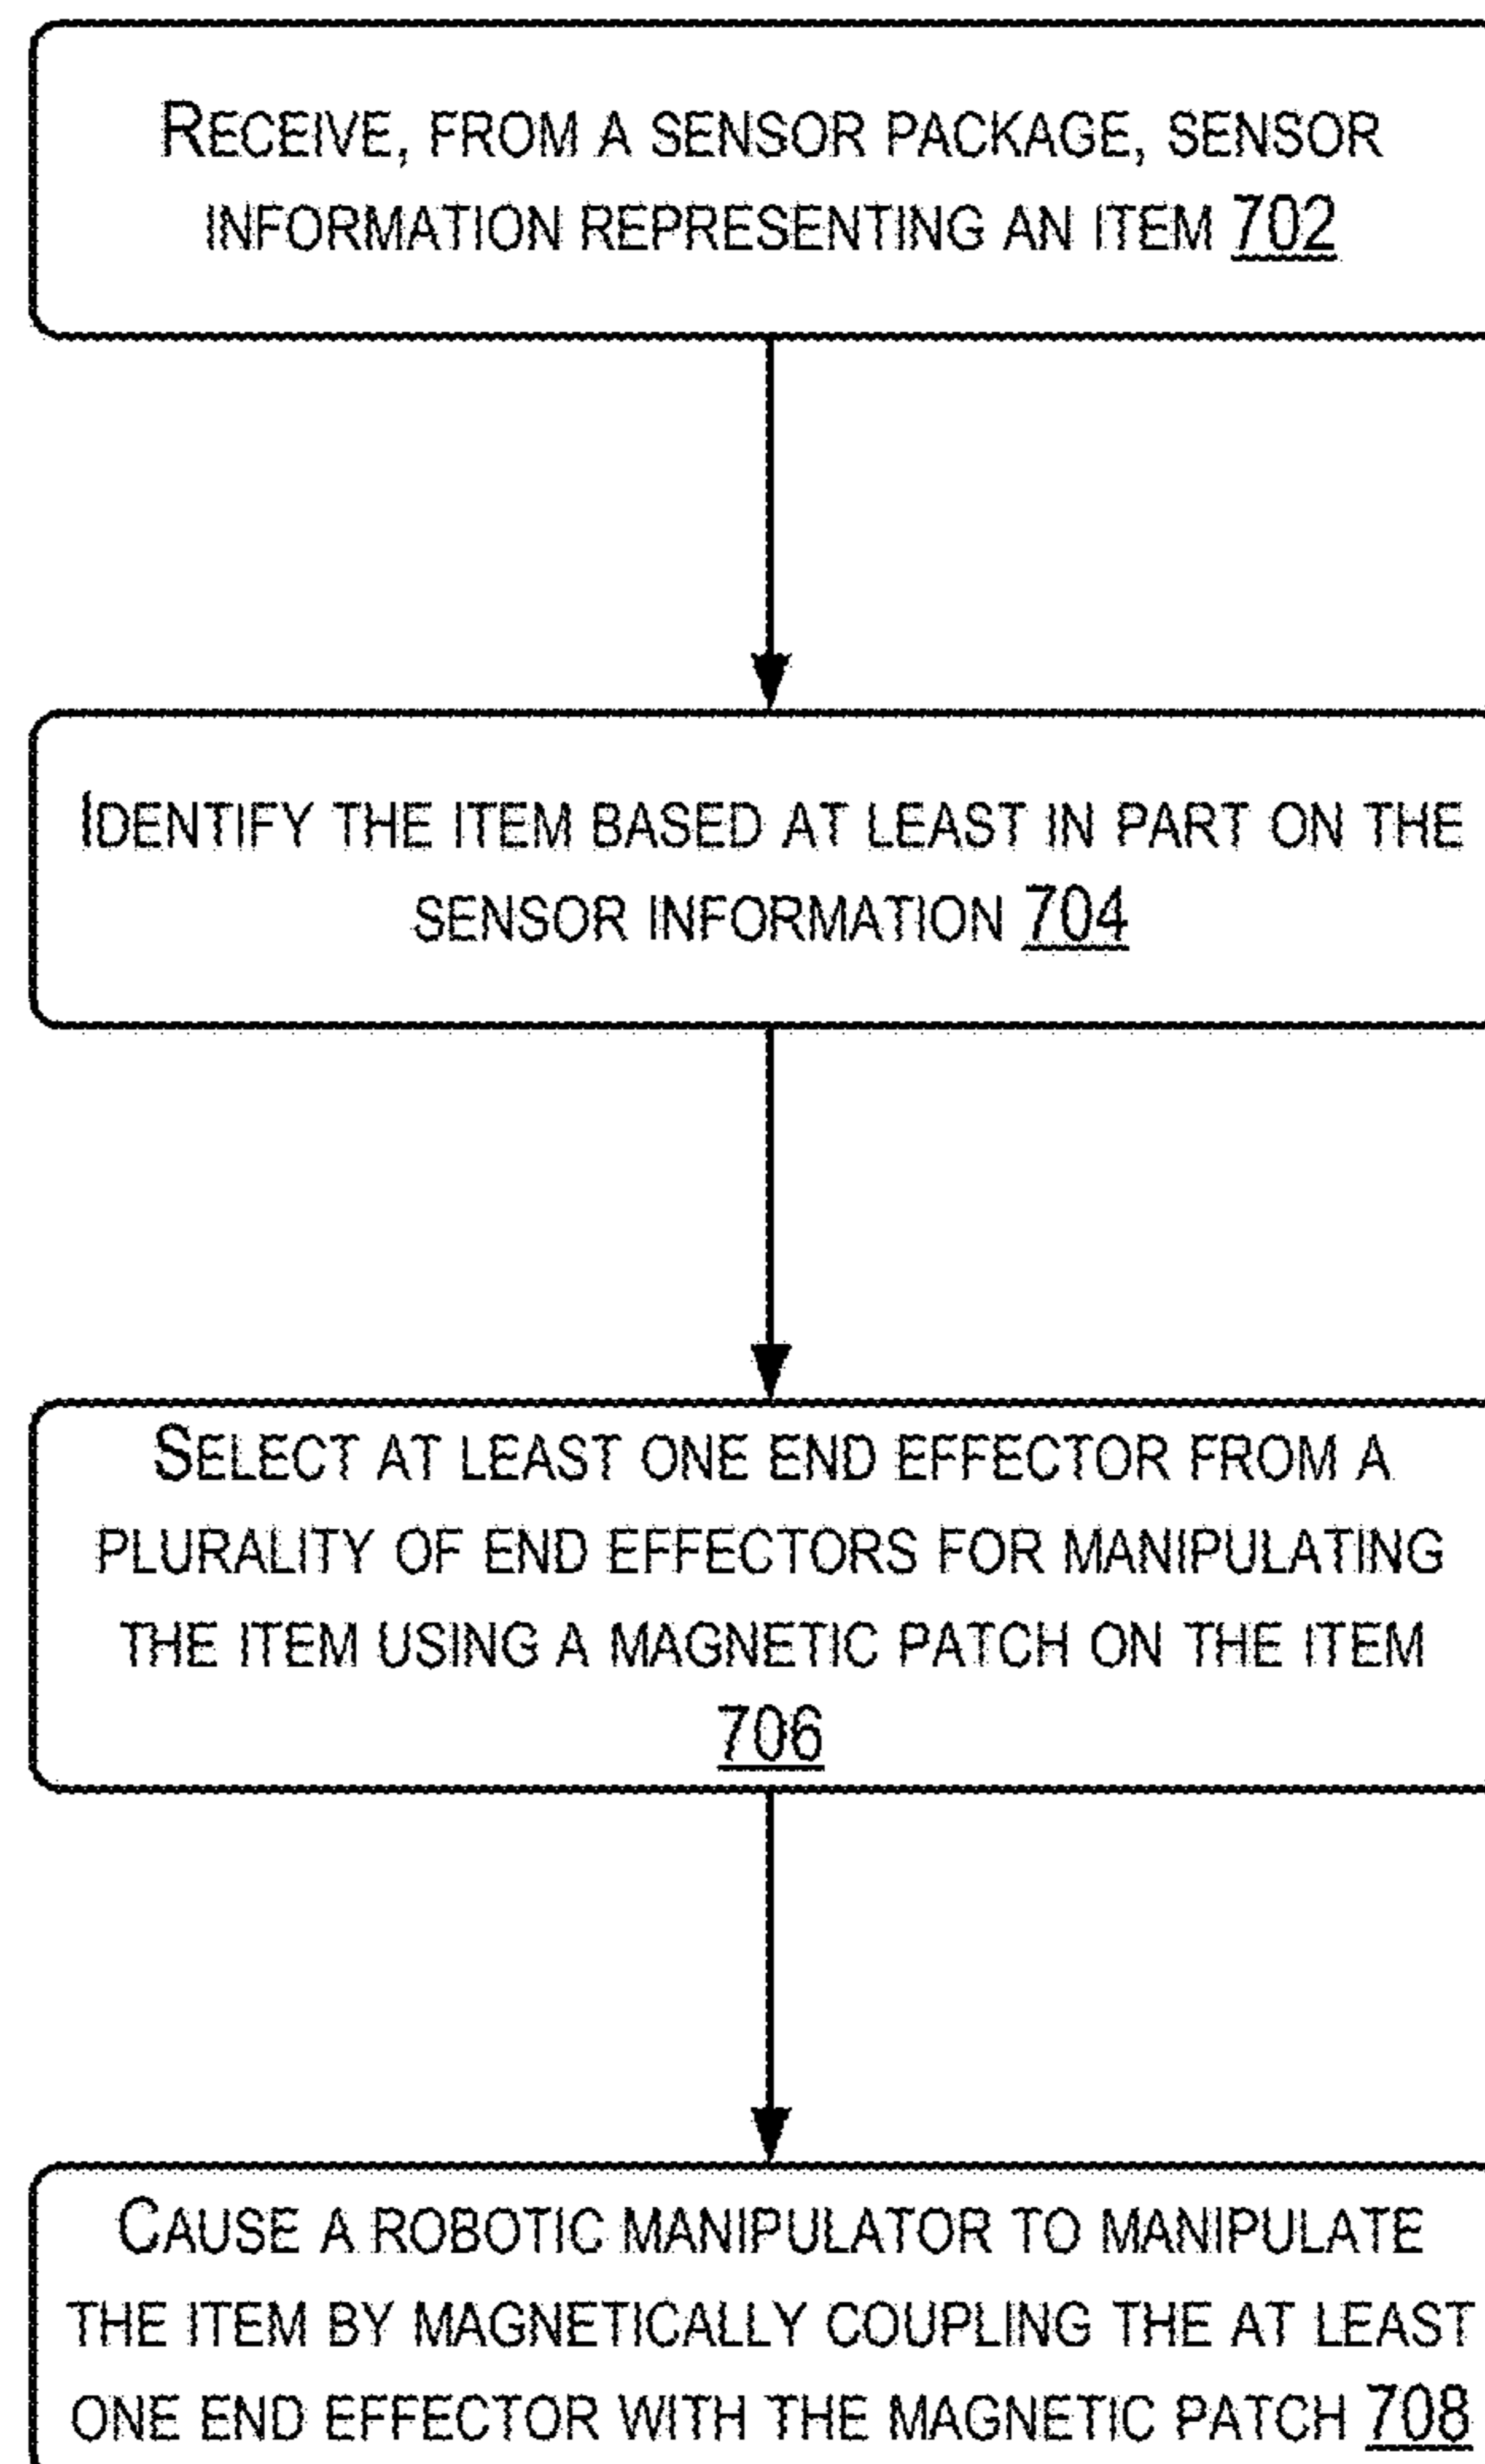 RECEIVE, FROM A SENSOR PACKAGE, SENSOR
INFORMATION REPRESENTING AN ITEM 702
IDENTIFY THE ITEM BASED AT LEAST IN PART ON THE
SENSOR INFORMATION 704
SELECT AT LEAST ONE END EFFECTOR FROM A
PLURALITY OF END EFFECTORS FOR MANIPULATING
THE ITEM USING A MAGNETIC PATCH ON THE ITEM
706
CAUSE A ROBOTIC MANIPULATOR TO MANIPULATE
THE ITEM BY MAGNETICALLY COUPLING THE AT LEAST
ONE END EFFECTOR WITH THE MAGNETIC PATCH 708